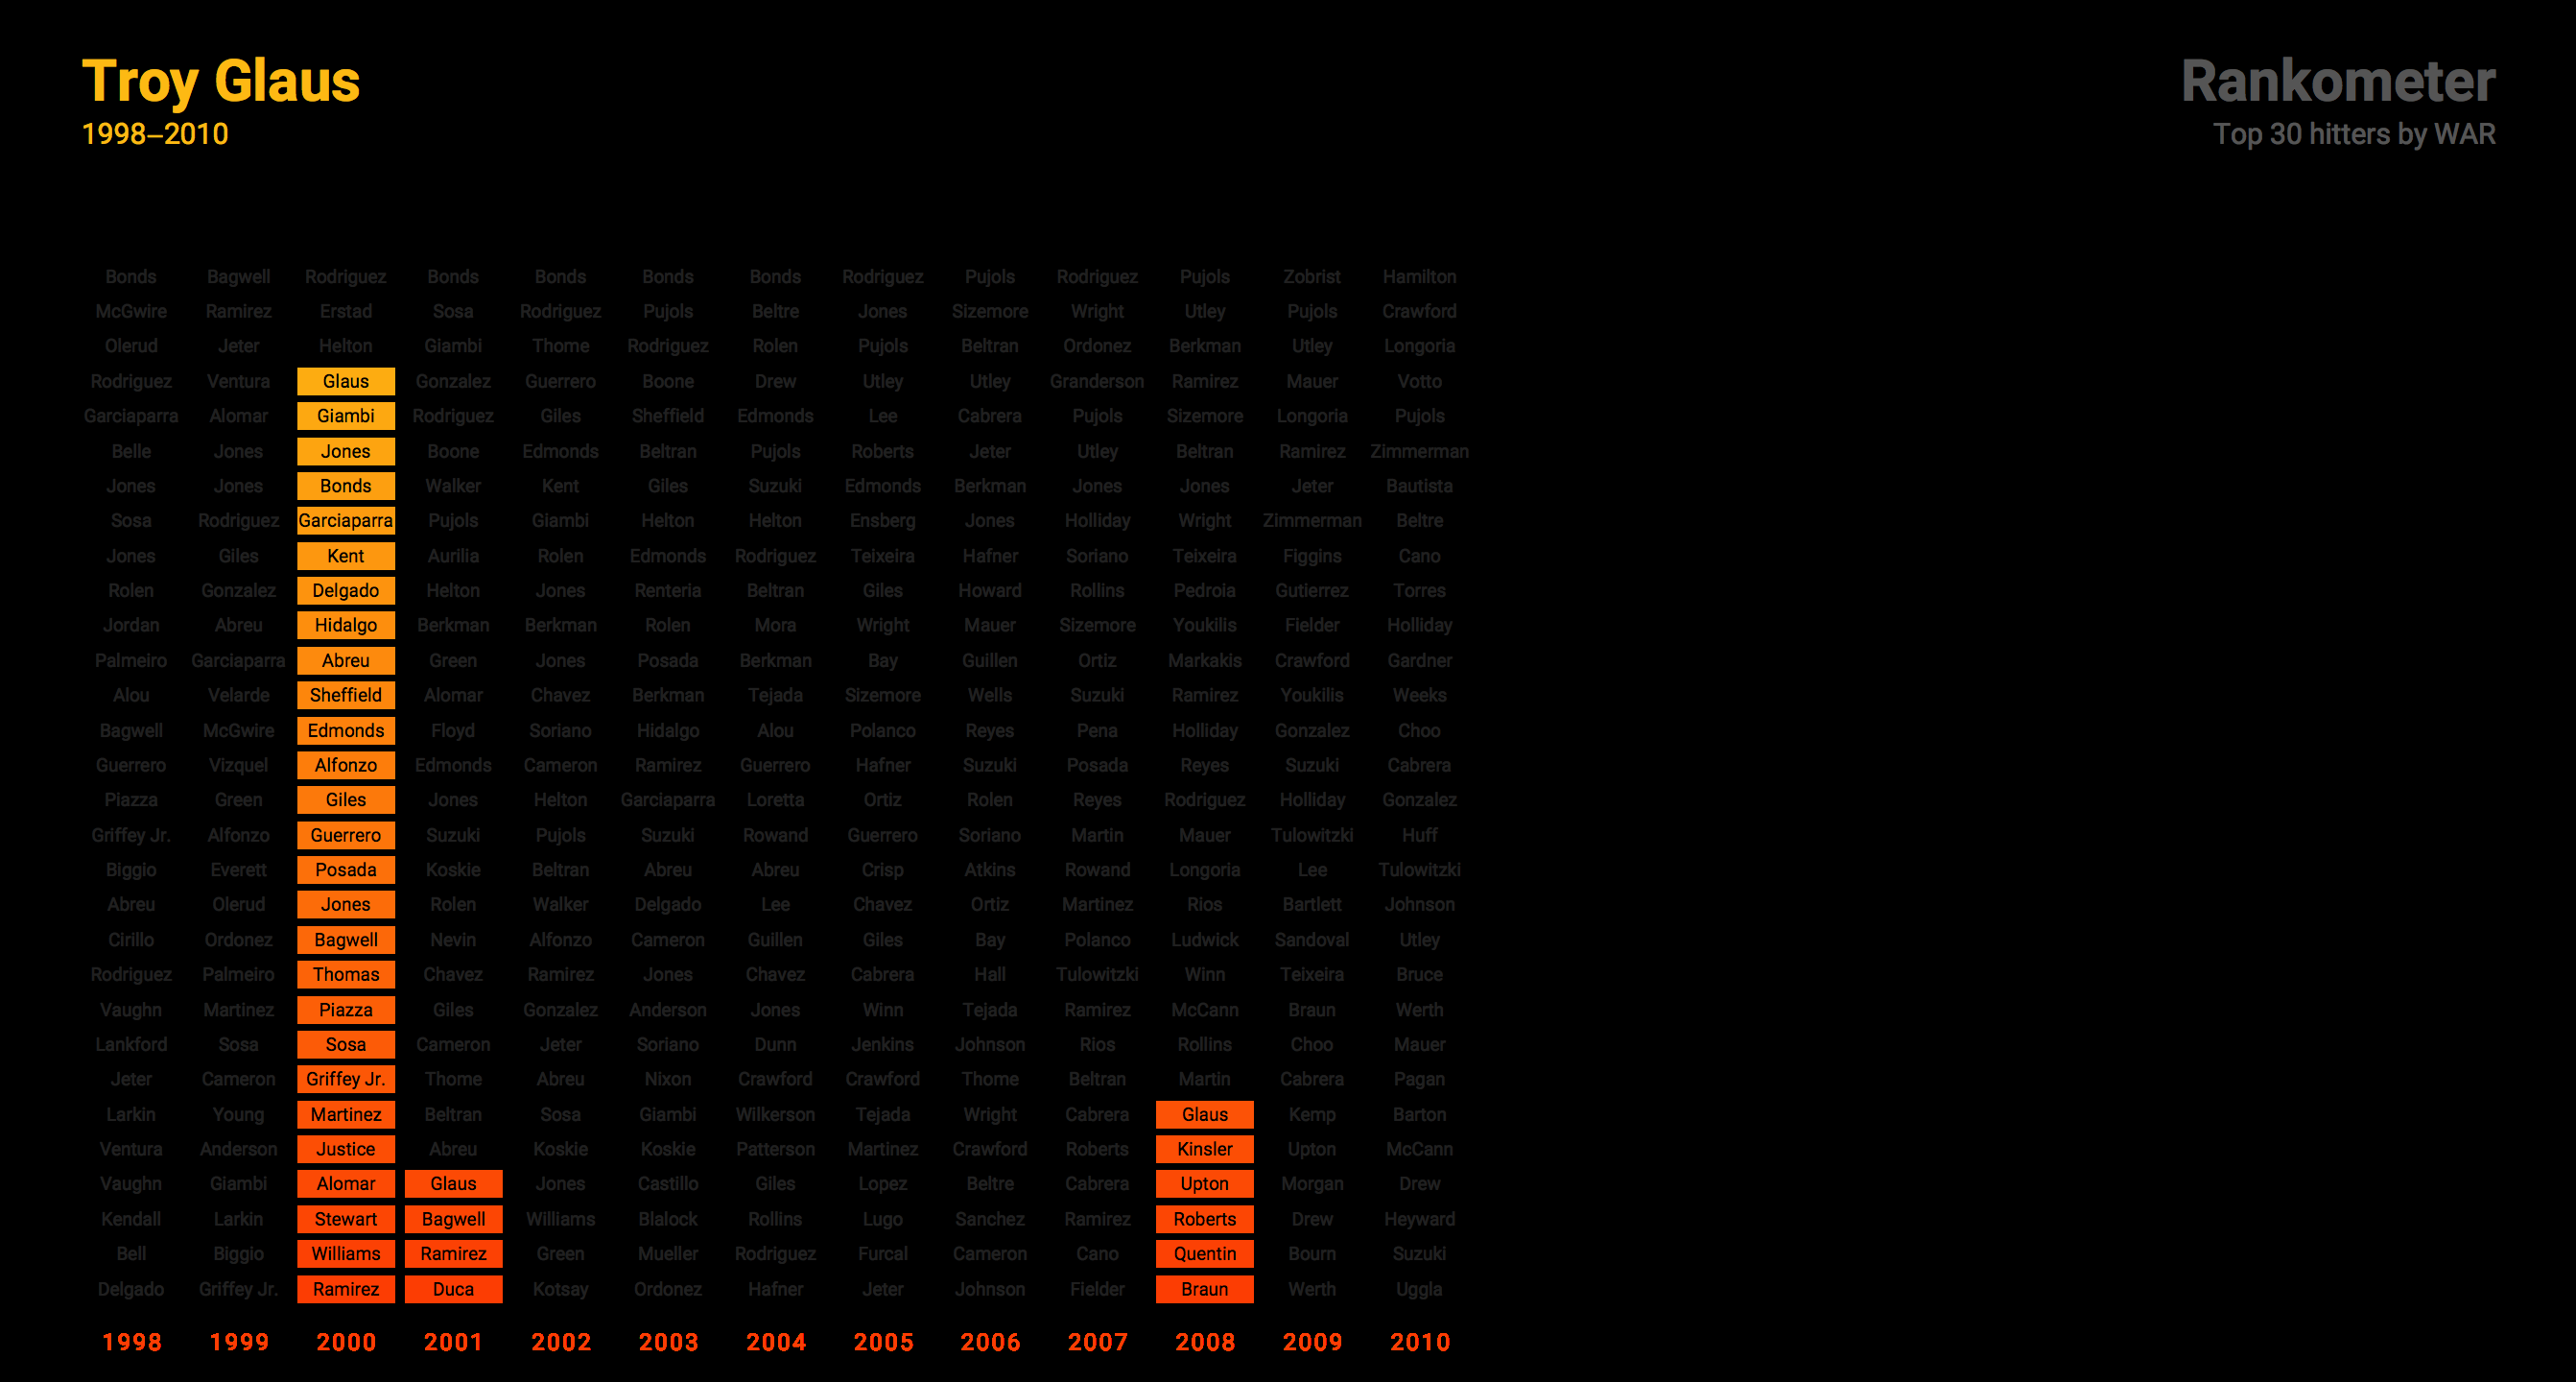 Troy Glaus
1998–2010
Rankometer
Top 30 hitters by WAR
Bonds Bagwell Rodriguez Bonds Bonds Bonds Bonds Rodriguez Pujols Rodriguez Pujols Zobrist Hamilton
McGwire Ramirez Erstad Sosa Rodriguez Pujols Beltre Jones Sizemore Wright Utley Pujols Crawford
Olerud Jeter Helton Giambi Thome Rodriguez Rolen Pujols Beltran Ordonez Berkman Utley Longoria
Rodriguez Ventura Glaus Gonzalez Guerrero Boone Drew Utley Utley Granderson Ramirez Mauer Votto
Garciaparra Alomar Giambi Rodriguez Giles Sheffield Edmonds Lee Cabrera Pujols Sizemore Longoria Pujols
Belle Jones Jones Boone Edmonds Beltran Pujols Roberts Jeter Utley Beltran Ramirez Zimmerman
Jones Jones Bonds Walker Kent Giles Suzuki Edmonds Berkman Jones Jones Jeter Bautista
Sosa Rodriguez Garciaparra Pujols Giambi Helton Helton Ensberg Jones Holliday Wright Zimmerman Beltre
Jones Giles Kent Aurilia Rolen Edmonds Rodriguez Teixeira Hafner Soriano Teixeira Figgins Cano
Rolen Gonzalez Delgado Helton Jones Renteria Beltran Giles Howard Rollins Pedroia Gutierrez Torres
Jordan Abreu Hidalgo Berkman Berkman Rolen Mora Wright Mauer Sizemore Youkilis Fielder Holliday
Palmeiro Garciaparra Abreu Green Jones Posada Berkman Bay Guillen Ortiz Markakis Crawford Gardner
Alou Velarde Sheffield Alomar Chavez Berkman Tejada Sizemore Wells Suzuki Ramirez Youkilis Weeks
Bagwell McGwire Edmonds Floyd Soriano Hidalgo Alou Polanco Reyes Pena Holliday Gonzalez Choo
Guerrero Vizquel Alfonzo Edmonds Cameron Ramirez Guerrero Hafner Suzuki Posada Reyes Suzuki Cabrera
Piazza Green Giles Jones Helton Garciaparra Loretta Ortiz Rolen Reyes Rodriguez Holliday Gonzalez
Griffey Jr. Alfonzo Guerrero Suzuki Pujols Suzuki Rowand Guerrero Soriano Martin Mauer Tulowitzki Huff
Biggio Everett Posada Koskie Beltran Abreu Abreu Crisp Atkins Rowand Longoria Lee Tulowitzki
Abreu Olerud Jones Rolen Walker Delgado Lee Chavez Ortiz Martinez Rios Bartlett Johnson
Cirillo Ordonez Bagwell Nevin Alfonzo Cameron Guillen Giles Bay Polanco Ludwick Sandoval Utley
Rodriguez Palmeiro Thomas Chavez Ramirez Jones Chavez Cabrera Hall Tulowitzki Winn Teixeira Bruce
Vaughn Martinez Piazza Giles Gonzalez Anderson Jones Winn Tejada Ramirez McCann Braun Werth
Lankford Sosa Sosa Cameron Jeter Soriano Dunn Jenkins Johnson Rios Rollins Choo Mauer
Jeter Cameron Griffey Jr. Thome Abreu Nixon Crawford Crawford Thome Beltran Martin Cabrera Pagan
Larkin Young Martinez Beltran Sosa Giambi Wilkerson Tejada Wright Cabrera Glaus Kemp Barton
Ventura Anderson Justice Abreu Koskie Koskie Patterson Martinez Crawford Roberts Kinsler Upton McCann
Vaughn Giambi Alomar Glaus Jones Castillo Giles Lopez Beltre Cabrera Upton Morgan Drew
Kendall Larkin Stewart Bagwell Williams Blalock Rollins Lugo Sanchez Ramirez Roberts Drew Heyward
Bell Biggio Williams Ramirez Green Mueller Rodriguez Furcal Cameron Cano Quentin Bourn Suzuki
Delgado Griffey Jr. Ramirez Duca Kotsay Ordonez Hafner Jeter Johnson Fielder Braun Werth Uggla
1998 1999 2000 2001 2002 2003 2004 2005 2006 2007 2008 2009 2010